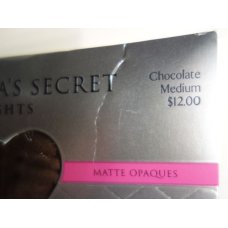 A'S SECRET
GHTS
Chocolate
Medium
$12.00
MATTE OPAQUES